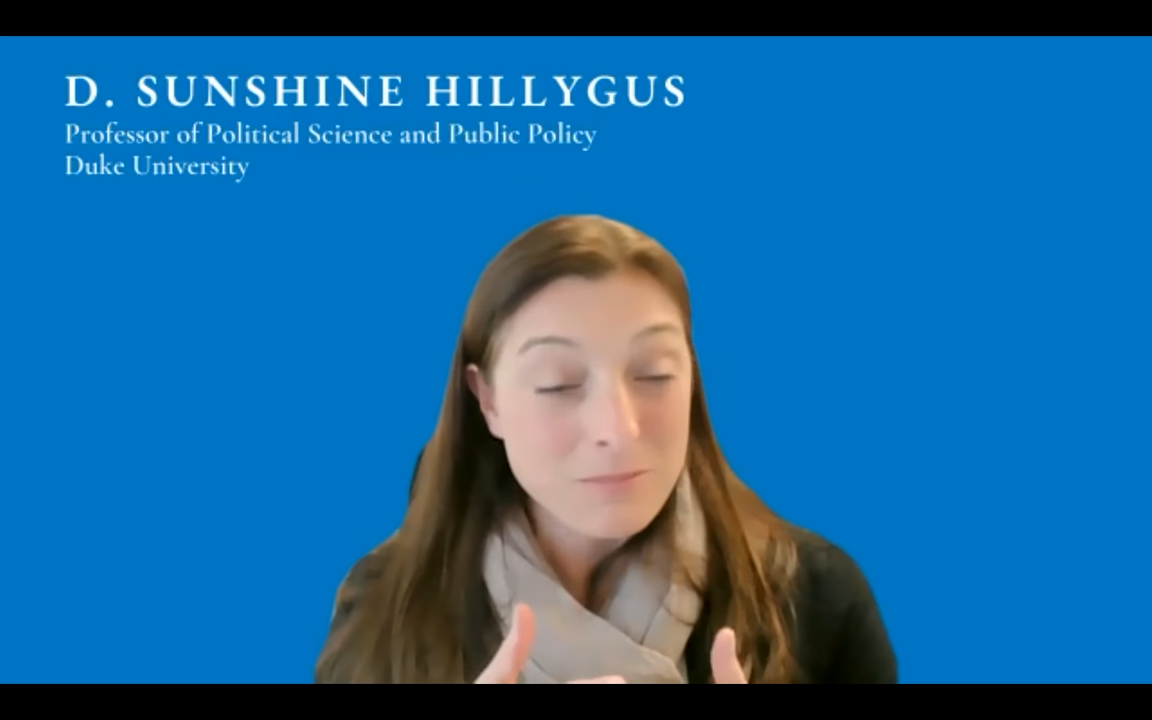 D. SUNSHINE HILLYGUS
Professor of Political Science and Public Policy
Duke University